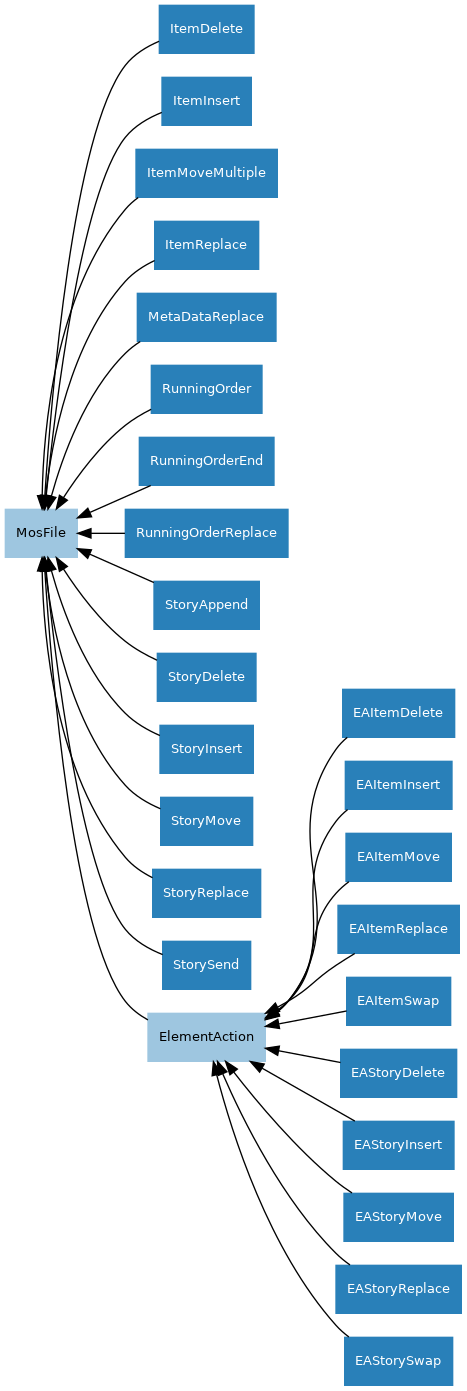 ItemDelete
ItemInsert
ItemMoveMultiple
ItemReplace
MetaDataReplace
RunningOrder
RunningOrderEnd
MosFile
RunningOrderReplace
StoryAppend
StoryDelete
StoryInsert
StoryMove
StoryReplace
StorySend
ElementAction
EAItemDelete
EAItemInsert
EAItemMove
EAItemReplace
EAItemSwap
EAStoryDelete
EAStoryInsert
EAStoryMove
EAStoryReplace
EAStorySwap